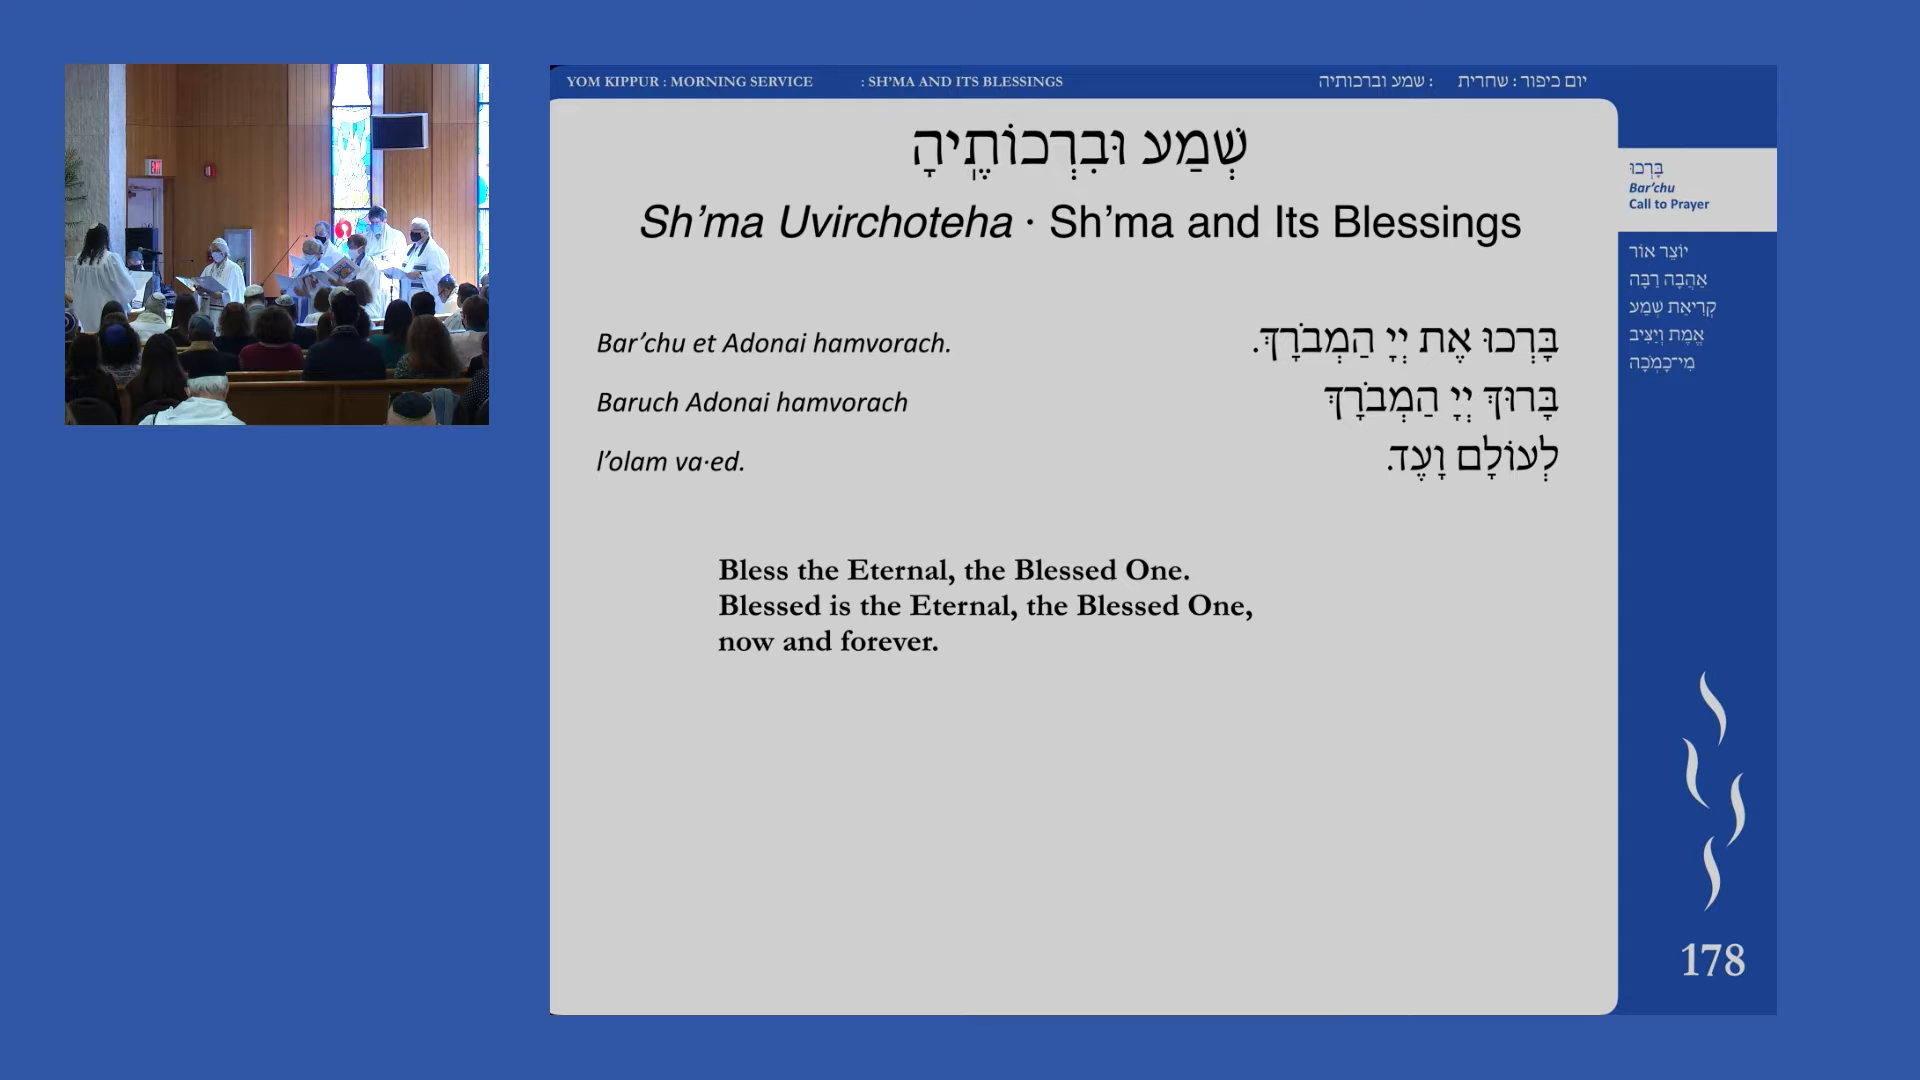 YOM KIPPUR : MORNING SERVICE : SH'MA AND ITS BLESSINGS יום כיפור : שחרית : שמע וברכותיה
שְׁמַע וּבִרְכוֹתֶֽיהָ
Sh’ma Uvirchoteha · Sh’ma and Its Blessings
Bar’chu et Adonai hamvorach.
בָּרְכוּ אֶת יְיָ הַמְבֹרָךְ.
Baruch Adonai hamvorach
בָּרוּךְ יְיָ הַמְבֹרָךְ
l’olam va·ed.
לְעוֹלָם וָעֶד.
Bless the Eternal, the Blessed One.
Blessed is the Eternal, the Blessed One,
now and forever.
בָּרְכוּ
Bar’chu
Call to Prayer
יוֹצֵר אוֹר
אַהֲבָה רַבָּה
קְרִיאַת שְׁמַע
אֱמֶת וְיַצִּיב
מִי־כָמֹכָה
178